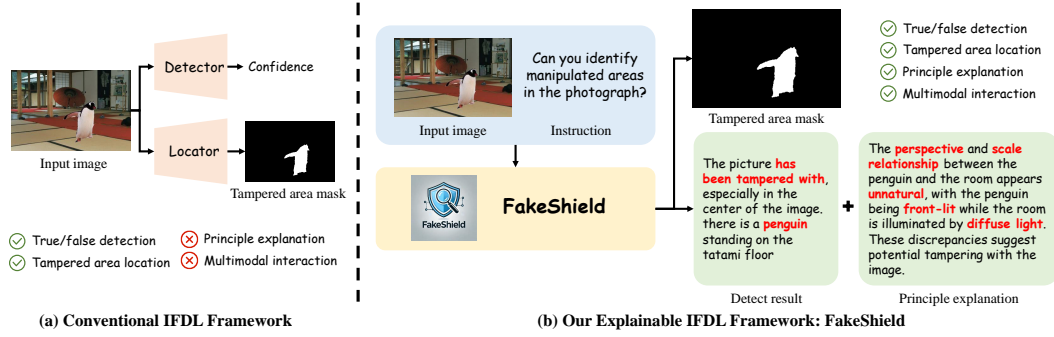 Detector
Confidence
Input image
Locator
Tampered area mask
True/false detection
Principle explanation
Tampered area location
Multimodal interaction
(a) Conventional IFDL Framework
Can you identify
manipulated areas
in the photograph?
Input image
Instruction
FakeShield
FakeShield
Tampered area mask
True/false detection
Tampered area location
Principle explanation
Multimodal interaction
The picture has
been tampered with,
especially in the
center of the image.
there is a penguin
standing on the
tatami floor
Detect result
+
The perspective and scale
relationship between the
penguin and the room appears
unnatural, with the penguin
being front-lit while the room
is illuminated by diffuse light.
These discrepancies suggest
potential tampering with the
image.
Principle explanation
(b) Our Explainable IFDL Framework: FakeShield